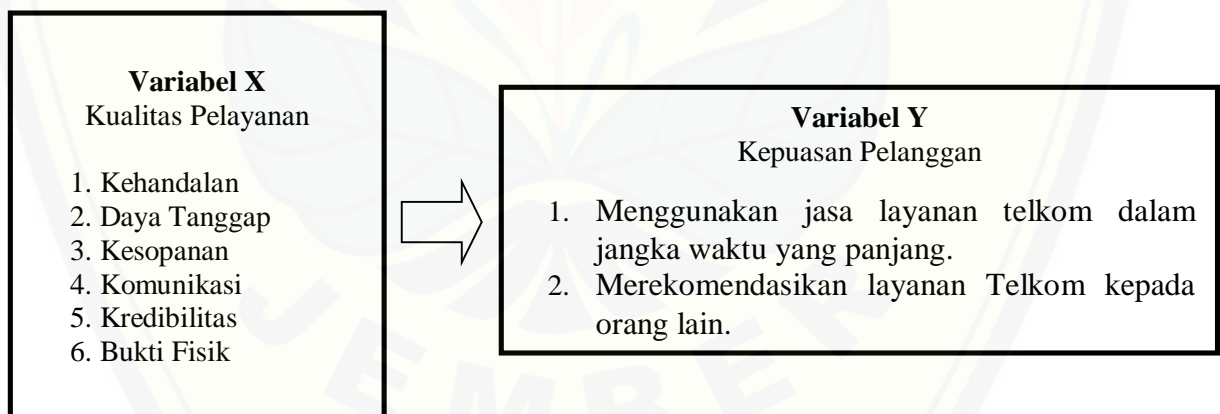 Variabel X
Kualitas Pelayanan
1. Kehandalan
2. Daya Tanggap
3. Kesopanan
4. Komunikasi
5. Kredibilitas
6. Bukti Fisik
Variabel Y
Kepuasan Pelanggan
1. Menggunakan jasa layanan telkom dalam
jangka waktu yang panjang.
2. Merekomendasikan layanan Telkom kepada
orang lain.
JEMBER